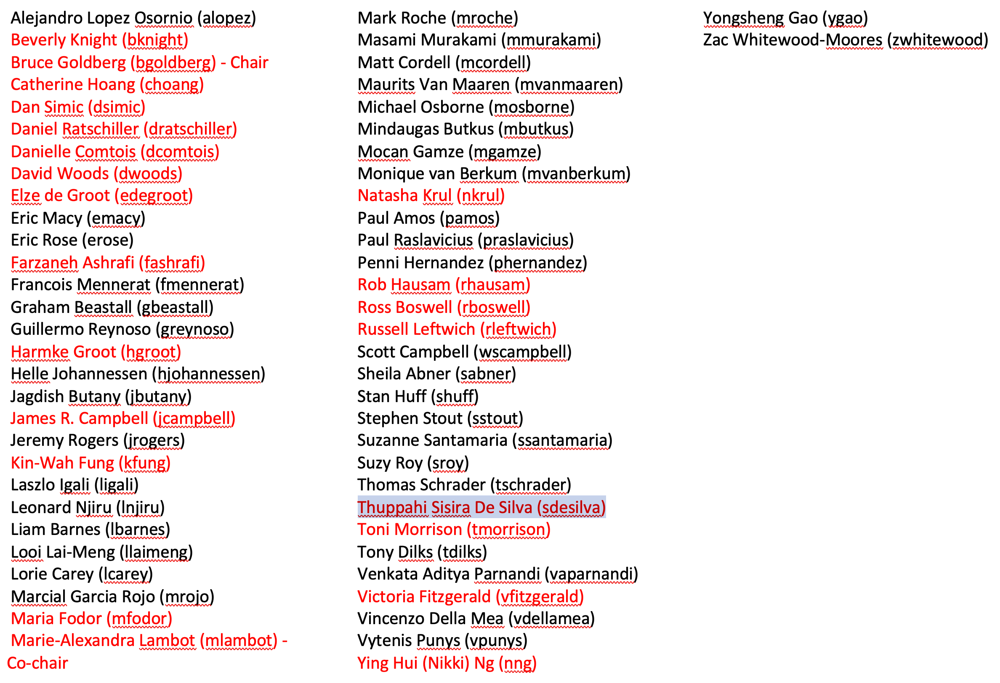 Alejandro Lopez Osornio (alopez)
Beverly Knight (bknight)
Bruce Goldberg (bgoldberg) - Chair
Catherine Hoang (choang)
Dan Simic (dsimic)
Daniel Ratschiller (dratschiller)
Danielle Comtois (dcomtois)
David Woods (dwoods)
Elze de Groot (edegroot)
Eric Macy (emacy)
Eric Rose (erose)
Farzaneh Ashrafi (fashrafi)
Francois Mennerat (fmennerat)
Graham Beastall (gbeastall)
Guillermo Reynoso (greynoso)
Harmke Groot (hgroot)
Helle Johannessen (hjohannessen)
Jagdish Butany (jbutany)
James R. Campbell (jcampbell)
Jeremy Rogers (jrogers)
Kin-Wah Fung (kfung)
Laszlo Igali (ligali)
Leonard Njiru (lnjiru)
Liam Barnes (lbarnes)
Looi Lai-Meng (llaimeng)
Lorie Carey (lcarey)
Marcial Garcia Rojo (mrojo)
Maria Fodor (mfodor)
Marie-Alexandra Lambot (mlambot) -
Co-chair
Mark Roche (mroche)
Masami Murakami (mmurakami)
Matt Cordell (mcordell)
Maurits Van Maaren (mvanmaaren)
Michael Osborne (mosborne)
Mindaugas Butkus (mbutkus)
Mocan Gamze (mgamze)
Monique van Berkum (mvanberkum)
Natasha Krul (nkrul)
Paul Amos (pamos)
Paul Raslavicius (praslavicius)
Penni Hernandez (phernandez)
Rob Hausam (rhausam)
Ross Boswell (rboswell)
Russell Leftwich (rleftwich)
Scott Campbell (wscampbell)
Sheila Abner (sabner)
Stan Huff (shuff)
Stephen Stout (sstout)
Suzanne Santamaria (ssantamaria)
Suzy Roy (sroy)
Thomas Schrader (tschrader)
Thuppahi Sisira De Silva (sdesilva)
Toni Morrison (tmorrison)
Tony Dilks (tdilks)
Venkata Aditya Parnandi (vaparnandi)
Victoria Fitzgerald (vfitzgerald)
Vincenzo Della Mea (vdellamea)
Vytenis Punys (vpunys)
Ying Hui (Nikki) Ng (nng)
Yongsheng Gao (ygao)
Zac Whitewood-Moores (zwhitewood)